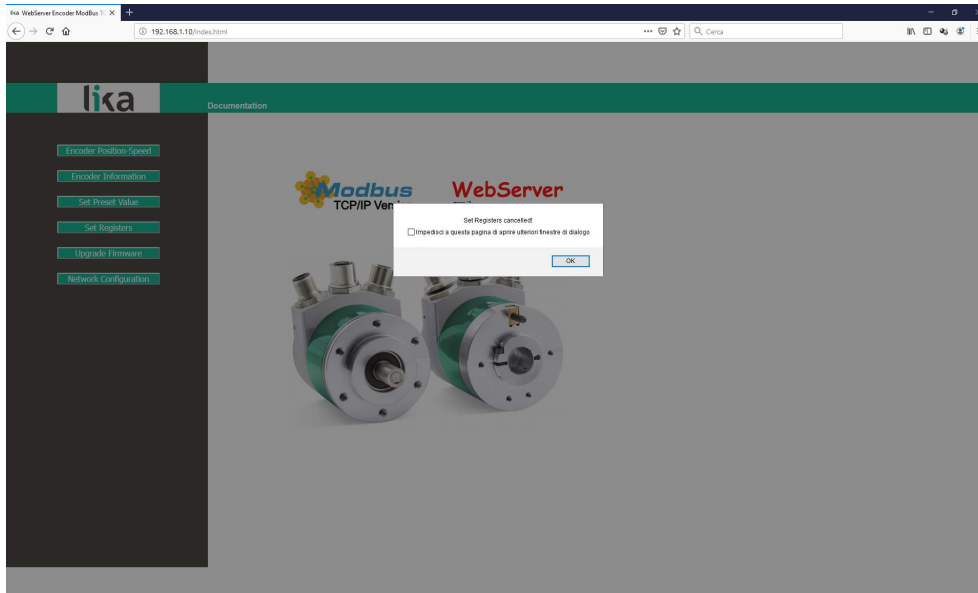 lika WebServer Encoder ModBus TC
192.168.1.10/index.html
Cerca
lika
Documentation
Encoder Position-Speed
Encoder Information
Set Preset Value
Set Registers
Upgrade Firmware
Network Configuration
Modbus
TCP/IP
WebServer
Set Registers cancelled!
Impedisci a questa pagina di aprire ulteriori finestre di dialogo
OK